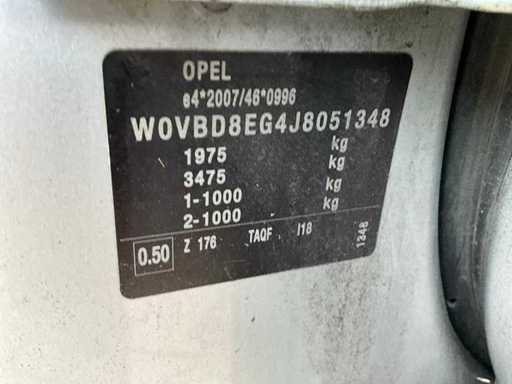 OPEL
e4*2007/46*0996
W0VBD8EG4J8051348
1975 kg
3475 kg
1-1000 kg
2-1000 kg
0.50 Z 176 TAQF I18 1348